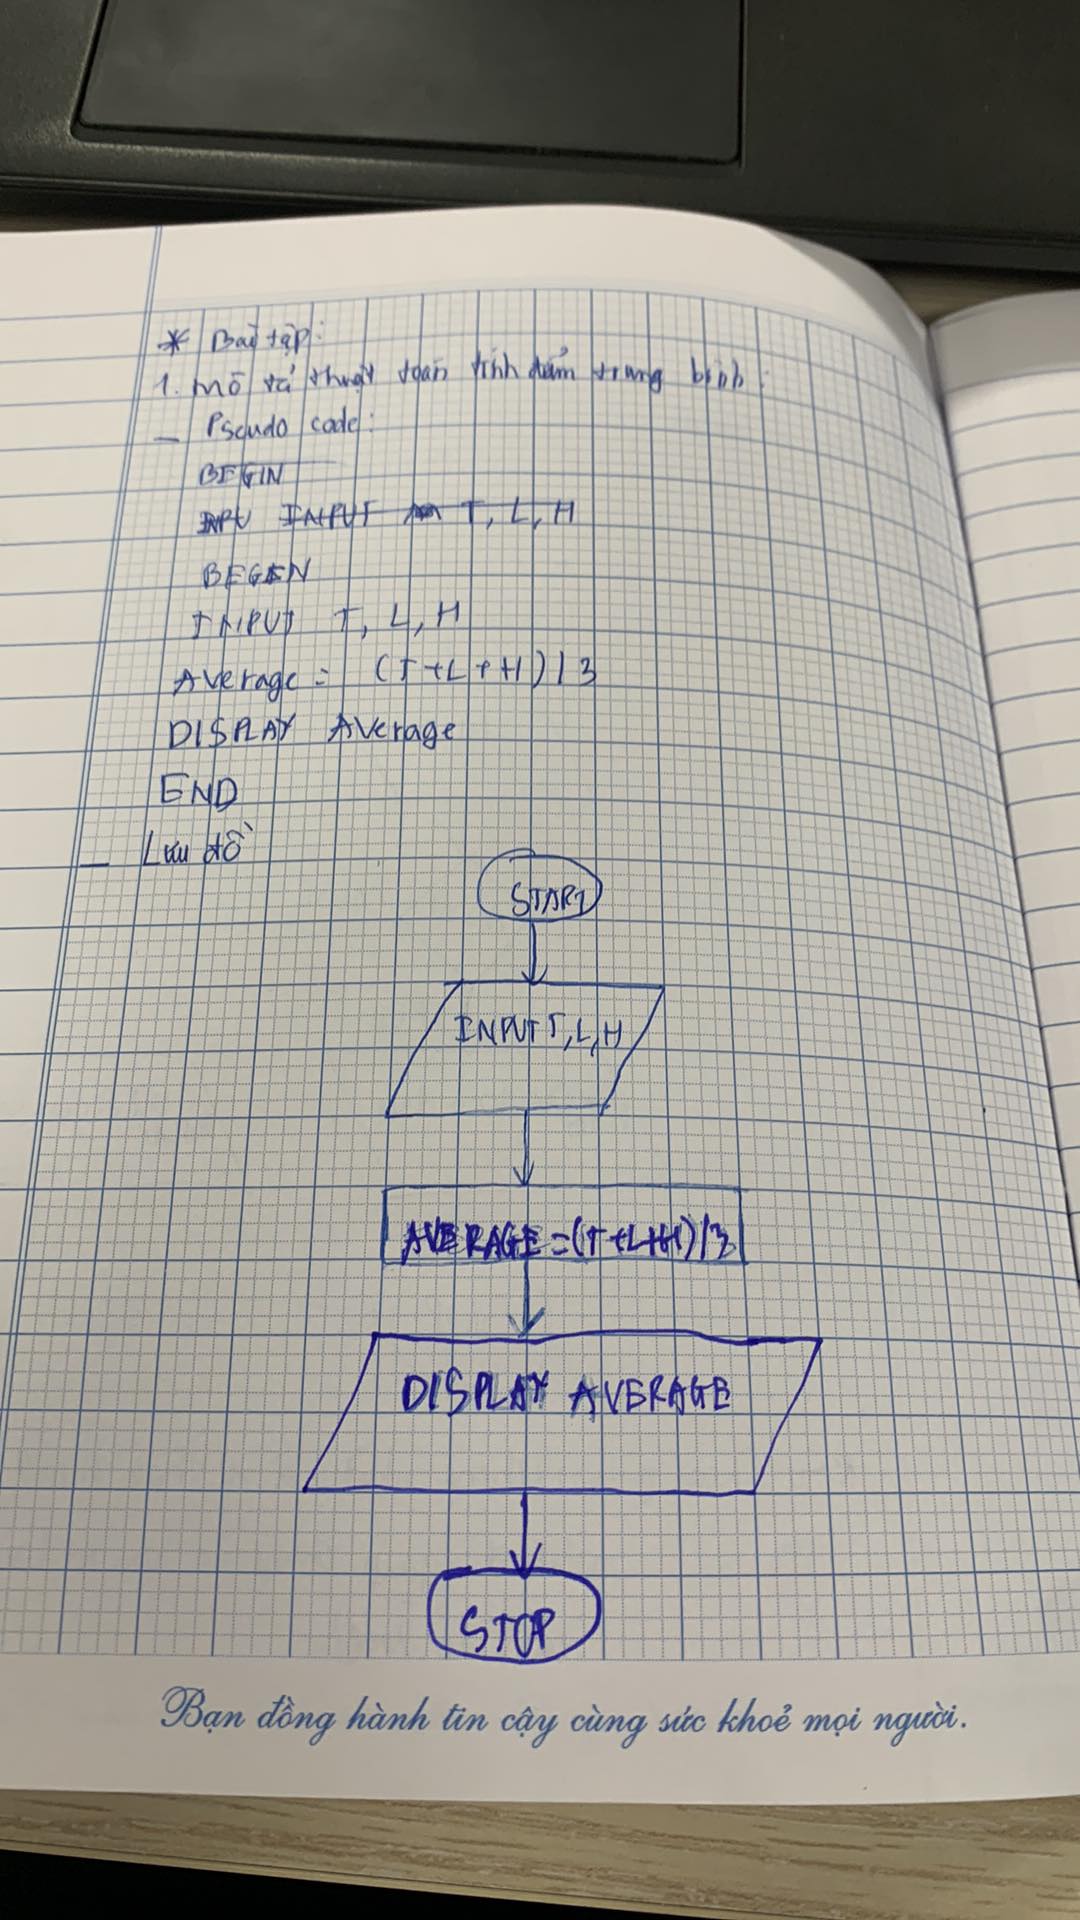 * Bài tập:
1. Mô tả thuật toán tính điểm trung bình:
- Pseudo code:
BEGIN
INPU INPUT T, L, H
BEGIN
INPUT T, L, H
Average = (T+L+H)/3
DISPLAY Average
END
- Lưu đồ
START
INPUT T, L, H
AVERAGE = (T+L+H)/3
DISPLAY AVERAGE
STOP
Bạn đồng hành tin cậy cùng sức khoẻ mọi người.